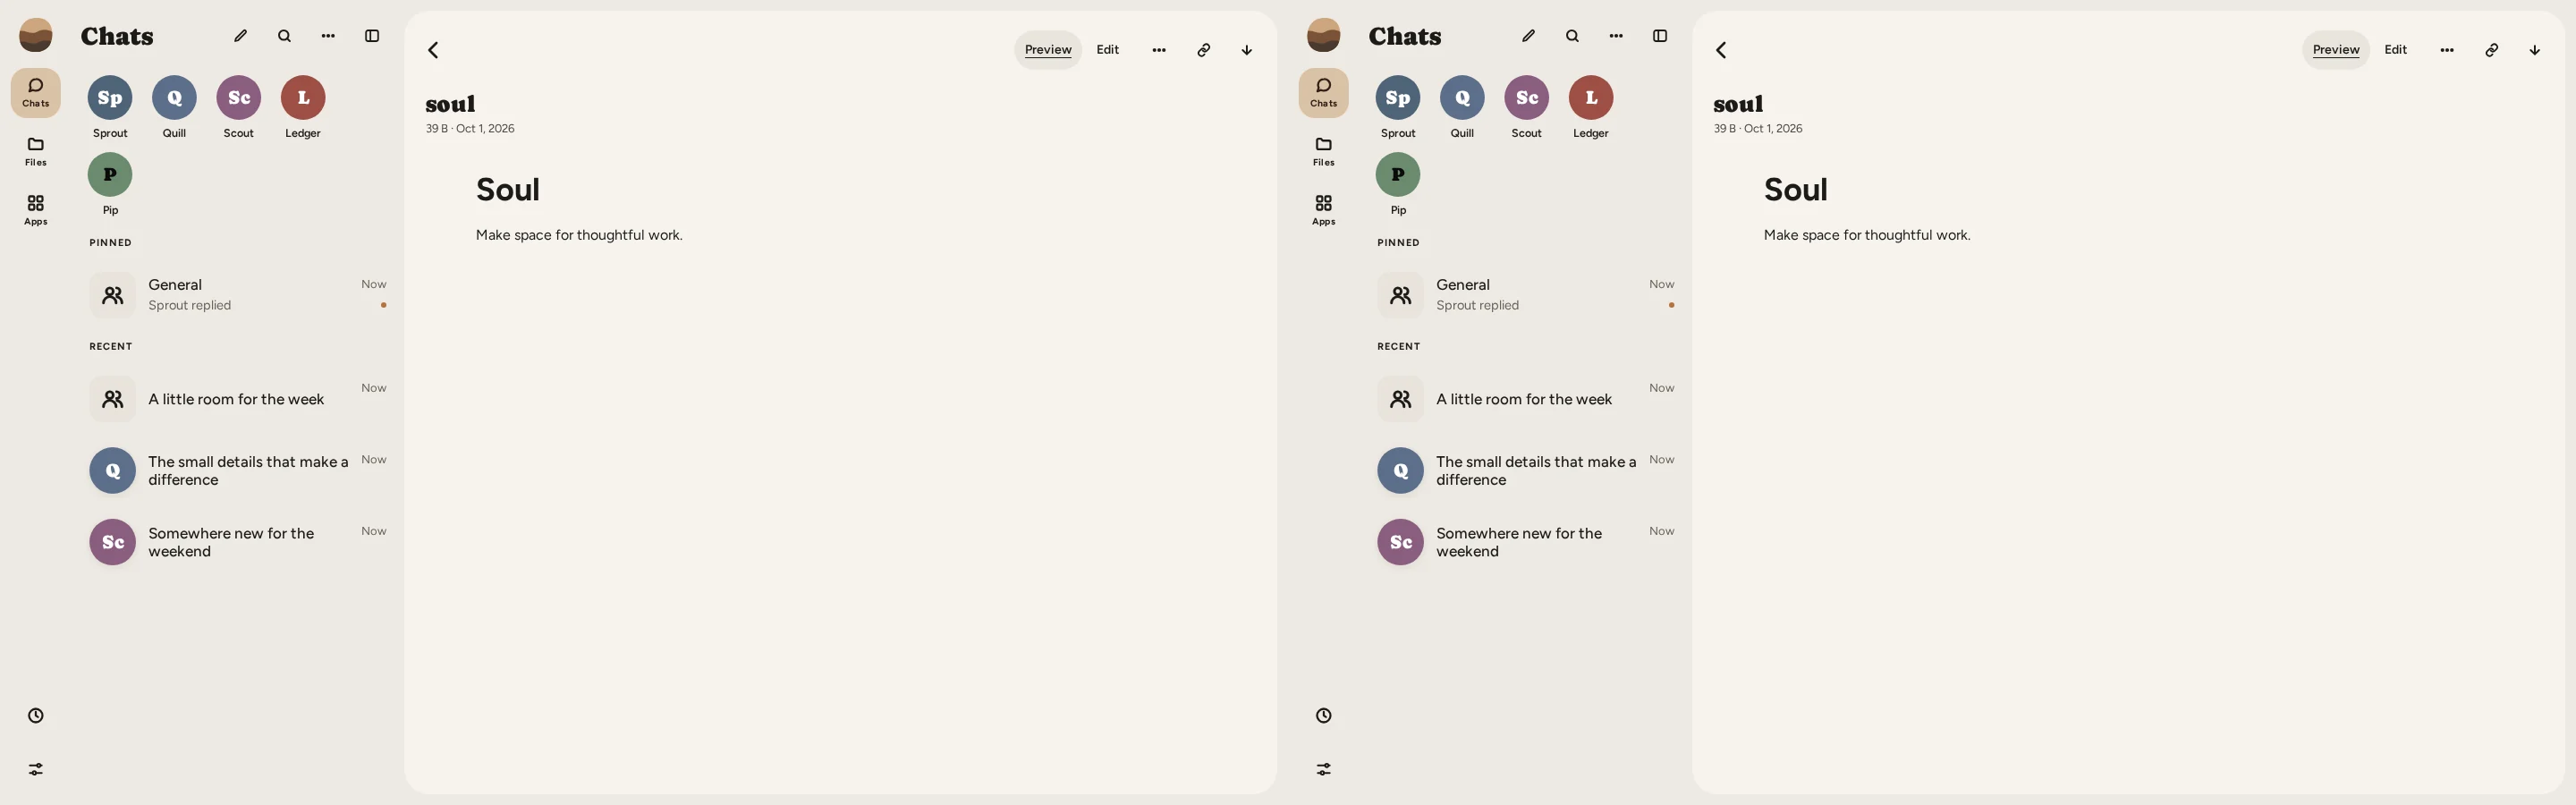 Chats
Chats
Files
Apps
Sp
Q
Sc
L
Sprout
Quill
Scout
Ledger
P
Pip
PINNED
General
Now
Sprout replied
RECENT
A little room for the week
Now
Q
The small details that make a
difference
Now
Sc
Somewhere new for the
weekend
Now
Preview
Edit
soul
39 B · Oct 1, 2026
Soul
Make space for thoughtful work.
Chats
Chats
Files
Apps
Sp
Q
Sc
L
Sprout
Quill
Scout
Ledger
P
Pip
PINNED
General
Now
Sprout replied
RECENT
A little room for the week
Now
Q
The small details that make a
difference
Now
Sc
Somewhere new for the
weekend
Now
Preview
Edit
soul
39 B · Oct 1, 2026
Soul
Make space for thoughtful work.